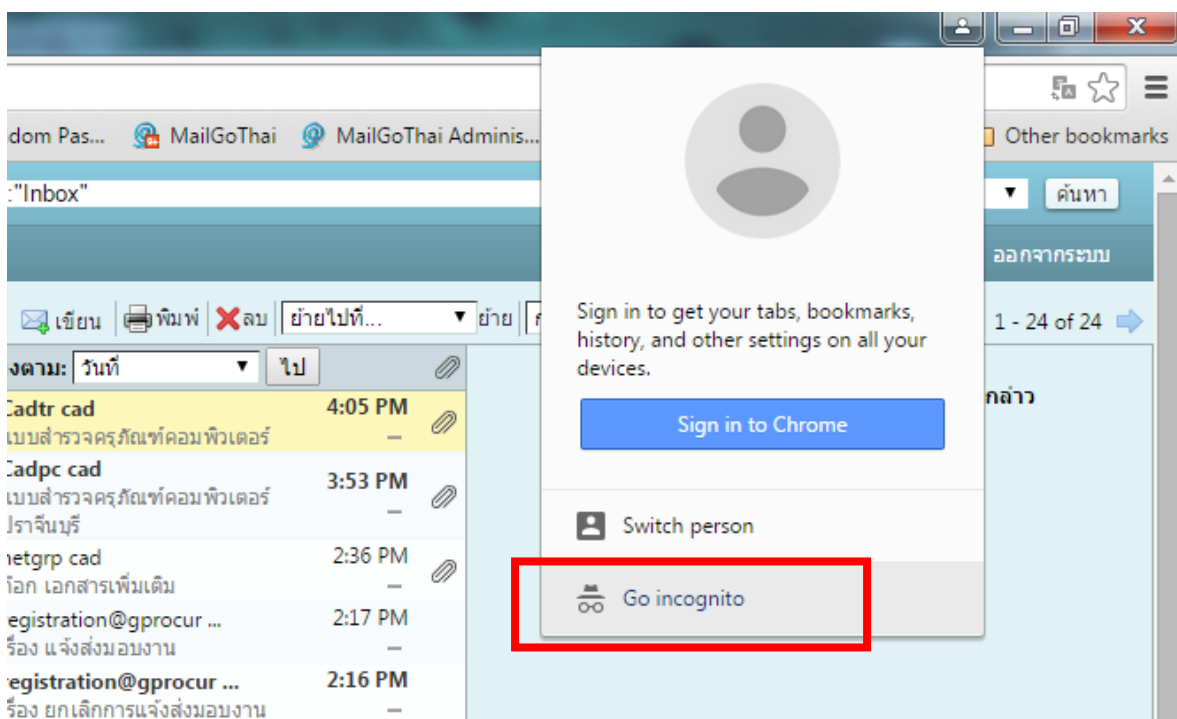 dom Pas... MailGoThai MailGoThai Adminis... Other bookmarks
:"Inbox" ค้นหา
ออกจากระบบ
เขียน พิมพ์ ลบ ย้ายไปที่... ย้าย 1 - 24 of 24
งตาม: วันที่ ไป
กล่าว
Cadtr cad 4:05 PM
แบบสำรวจครุภัณฑ์คอมพิวเตอร์
Cadpc cad 3:53 PM
แบบสำรวจครุภัณฑ์คอมพิวเตอร์
ปราจีนบุรี
netgrp cad 2:36 PM
เอกสารเพิ่มเติม
egistration@gprocur ... 2:17 PM
รื่อง แจ้งส่งมอบงาน
registration@gprocur ... 2:16 PM
รื่อง ยกเลิกการแจ้งส่งมอบงาน
Sign in to get your tabs, bookmarks,
history, and other settings on all your
devices.
Sign in to Chrome
Switch person
Go incognito